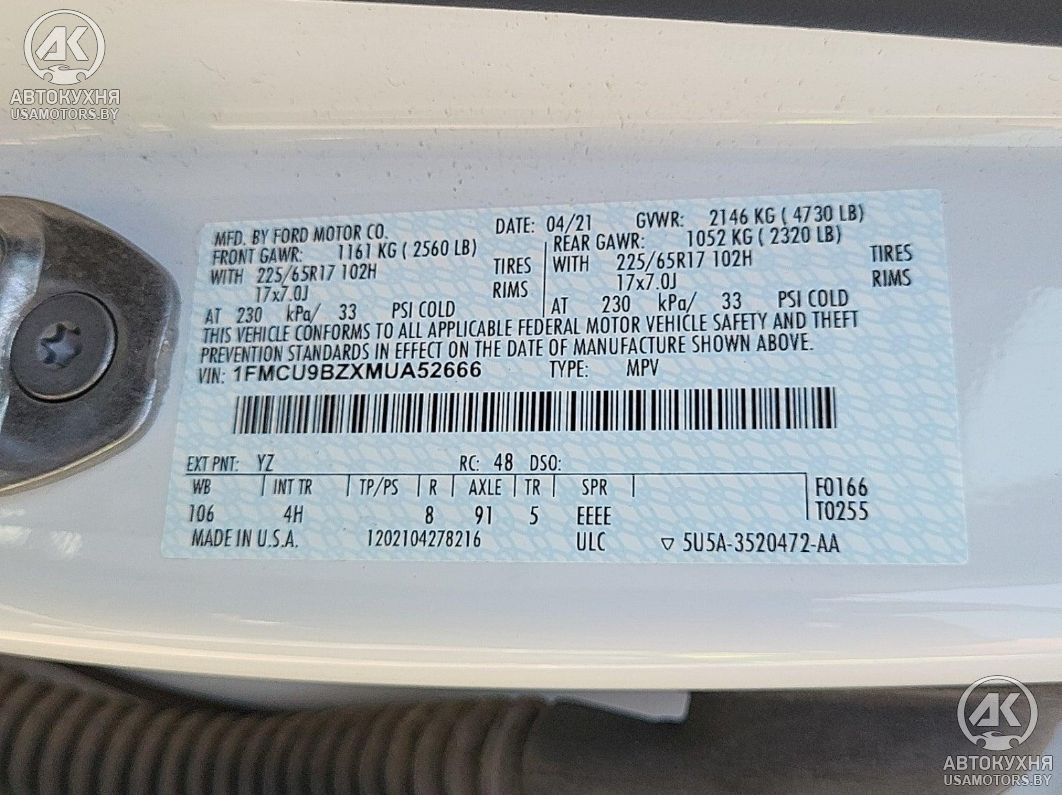 АК
АВТОКУХНЯ
USAMOTORS.BY
MFD. BY FORD MOTOR CO. DATE: 04/21 GVWR: 2146 KG ( 4730 LB)
FRONT GAWR: 1161 KG ( 2560 LB) REAR GAWR: 1052 KG ( 2320 LB)
WITH 225/65R17 102H TIRES WITH 225/65R17 102H TIRES
17x7.0J RIMS 17x7.0J RIMS
AT 230 kPa/ 33 PSI COLD AT 230 kPa/ 33 PSI COLD
THIS VEHICLE CONFORMS TO ALL APPLICABLE FEDERAL MOTOR VEHICLE SAFETY AND THEFT
PREVENTION STANDARDS IN EFFECT ON THE DATE OF MANUFACTURE SHOWN ABOVE.
VIN: 1FMCU9BZXMUA52666 TYPE: MPV
EXT PNT: YZ RC: 48 DSO:
WB INT TR TP/PS R AXLE TR SPR F0166
106 4H 8 91 5 EEEE T0255
MADE IN U.S.A. 1202104278216 ULC ▽ 5U5A-3520472-AA
АК
АВТОКУХНЯ
USAMOTORS.BY